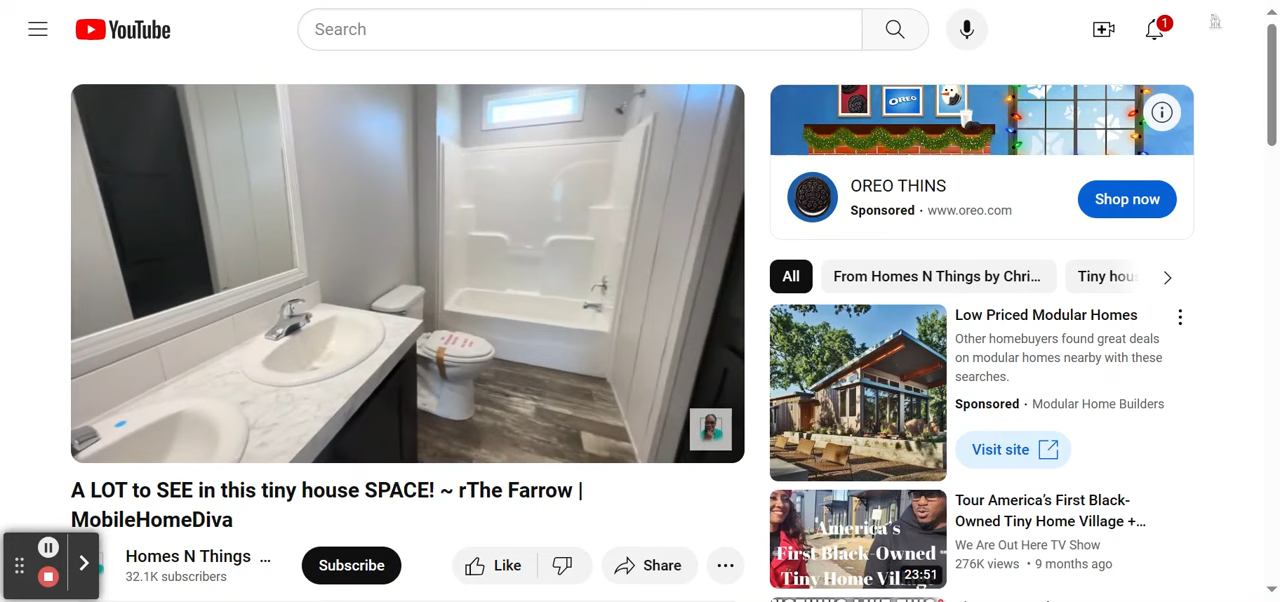 YouTube
Search
1
OREO
OREO THINS
Sponsored · www.oreo.com
Shop now
All
From Homes N Things by Chri...
Tiny hou
Low Priced Modular Homes
Other homebuyers found great deals
on modular homes nearby with these
searches.
Sponsored · Modular Home Builders
Visit site
A LOT to SEE in this tiny house SPACE! ~ rThe Farrow |
MobileHomeDiva
Homes N Things ...
32.1K subscribers
Subscribe
Like
Share
America's
First Black-Owned
Tiny Home Vil
23:51
Tour America's First Black-
Owned Tiny Home Village +...
We Are Out Here TV Show
276K views • 9 months ago